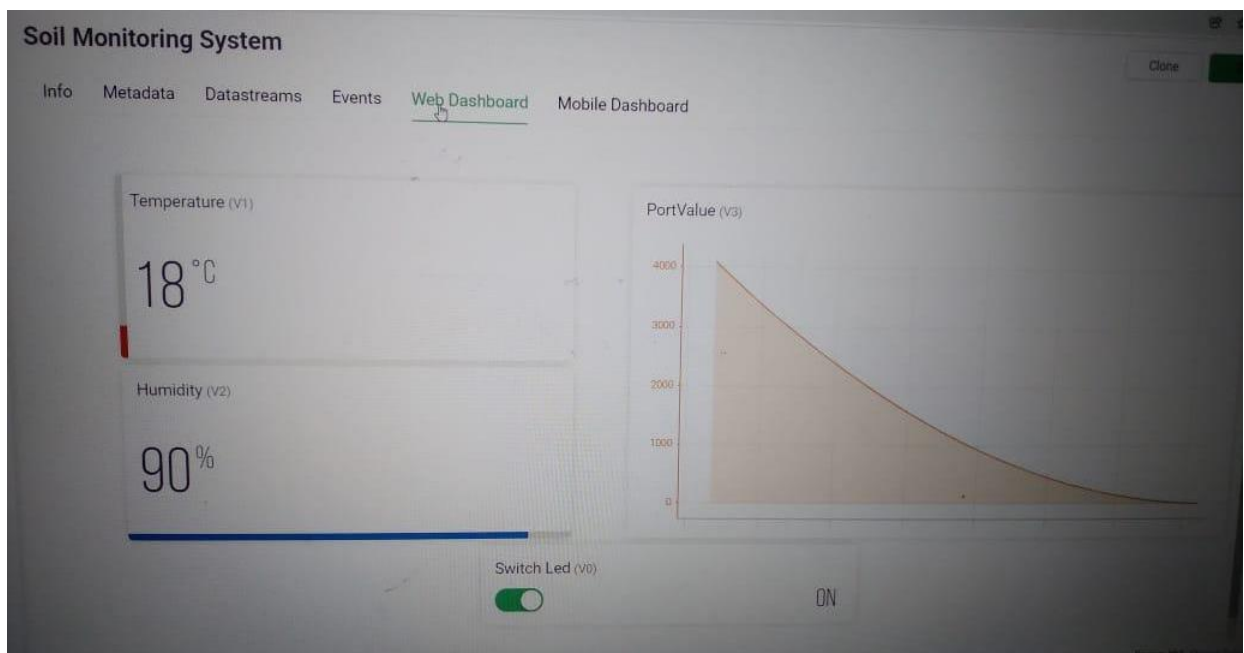 Soil Monitoring System
Clone
Info Metadata Datastreams Events Web Dashboard Mobile Dashboard
Temperature (V1)
18 °C
Humidity (V2)
90 %
PortValue (V3)
4000
3000
2000
1000
0
Switch Led (V0)
ON